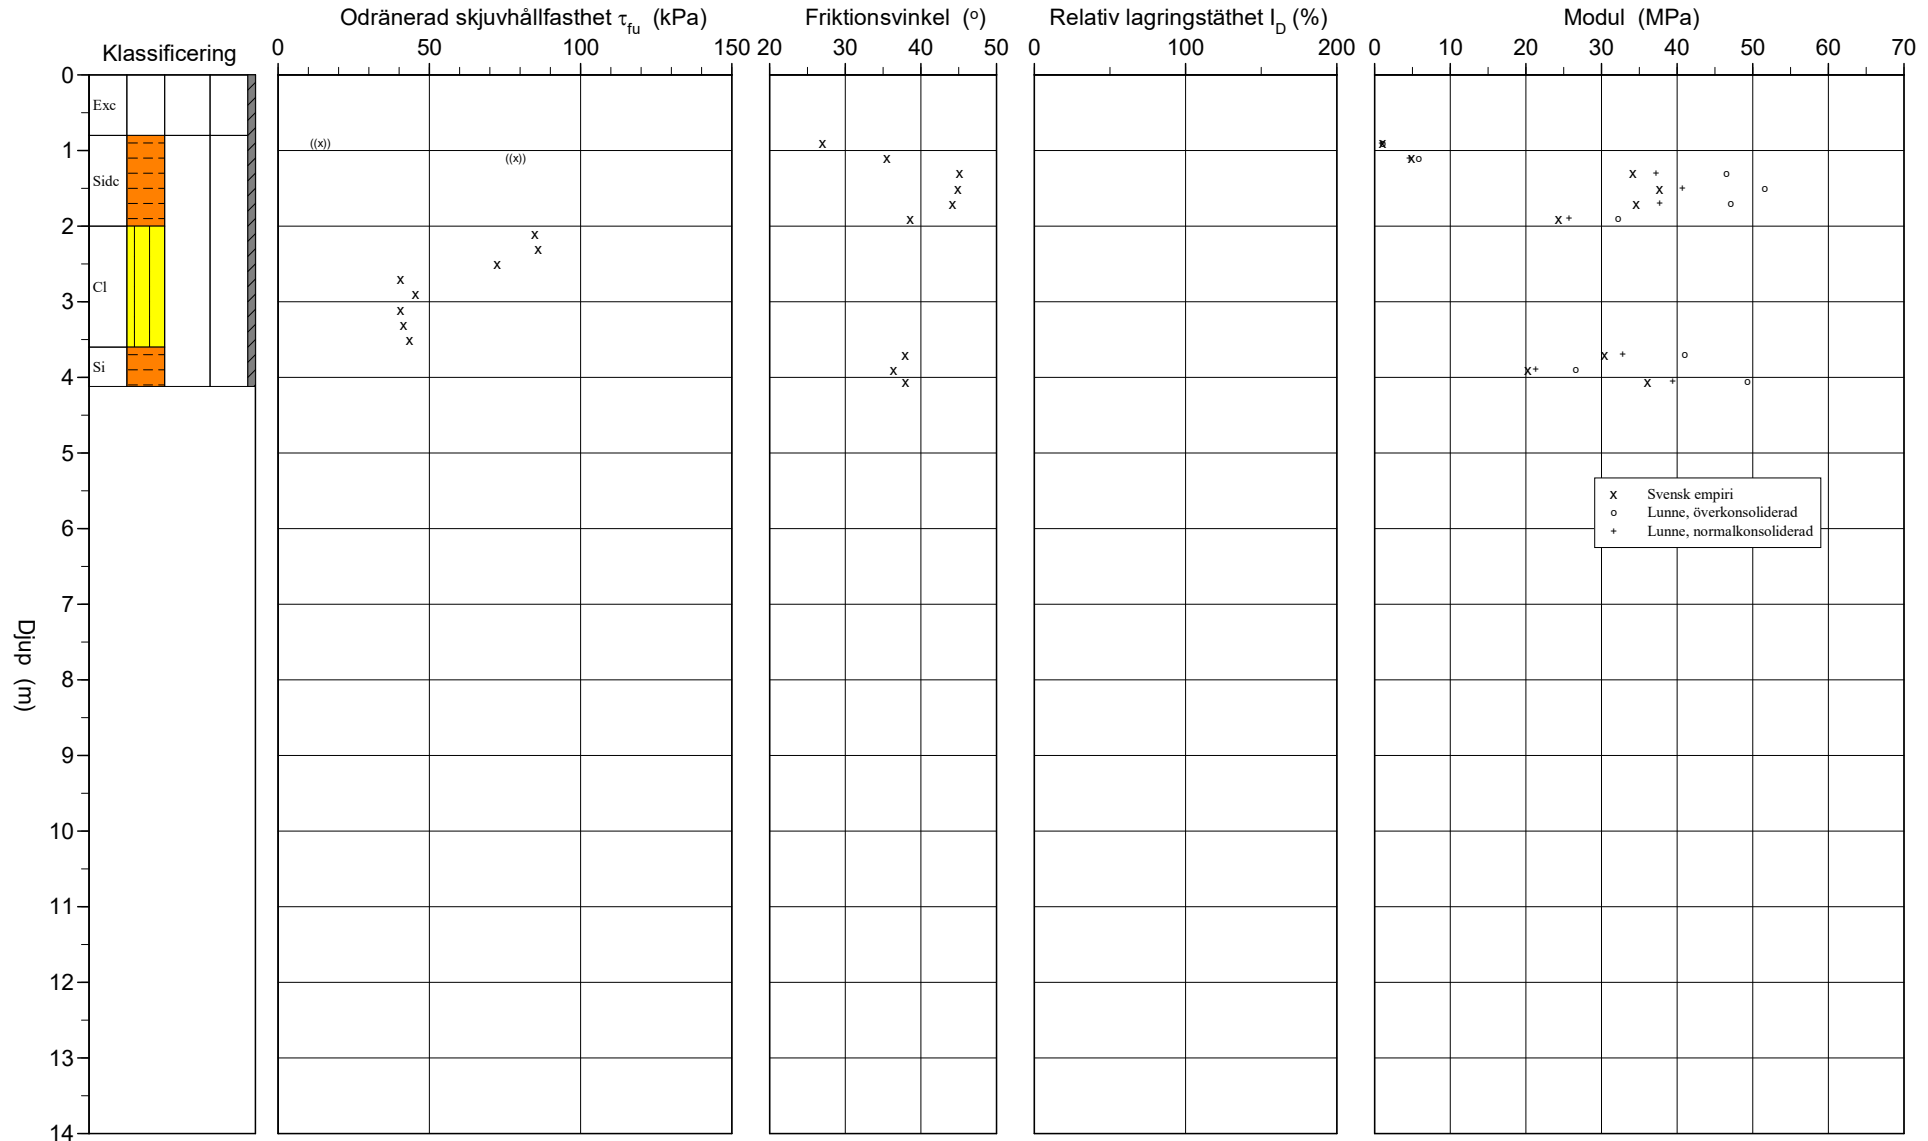 Odränerad skjuvhållfasthet τfu (kPa)
Friktionsvinkel (o)
Relativ lagringstäthet ID (%)
Modul (MPa)
Klassificering
0 50 100 150
20 30 40 50
0 100 200
0 10 20 30 40 50 60 70
0
1
2
3
4
5
6
7
8
9
10
11
12
13
14
Djup (m)
Exc
Sidc
Cl
Si
((x))
((x))
x Svensk empiri
o Lunne, överkonsoliderad
+ Lunne, normalkonsoliderad